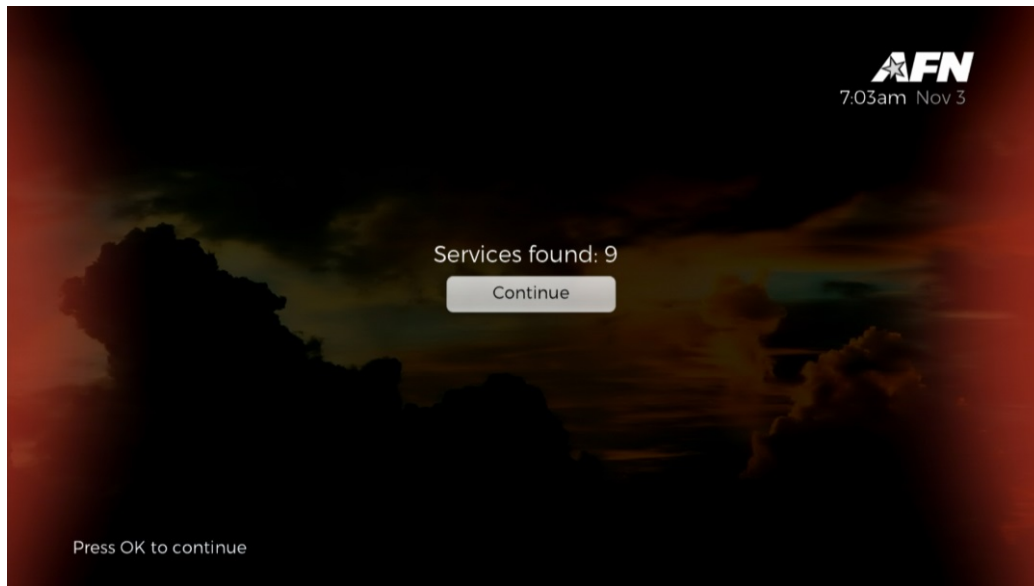 AFN
7:03am Nov 3
Services found: 9
Continue
Press OK to continue